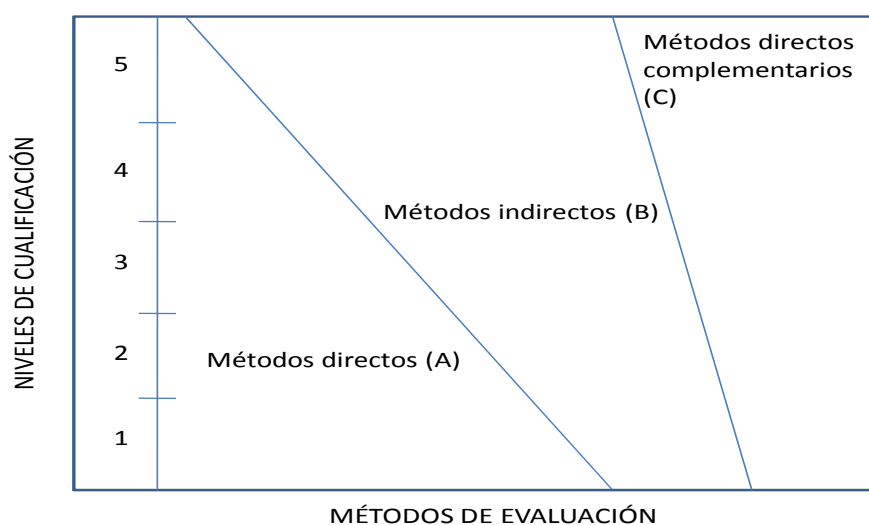 NIVELES DE CUALIFICACIÓN
5
4
3
2
1
Métodos directos
complementarios
(C)
Métodos indirectos (B)
Métodos directos (A)
MÉTODOS DE EVALUACIÓN